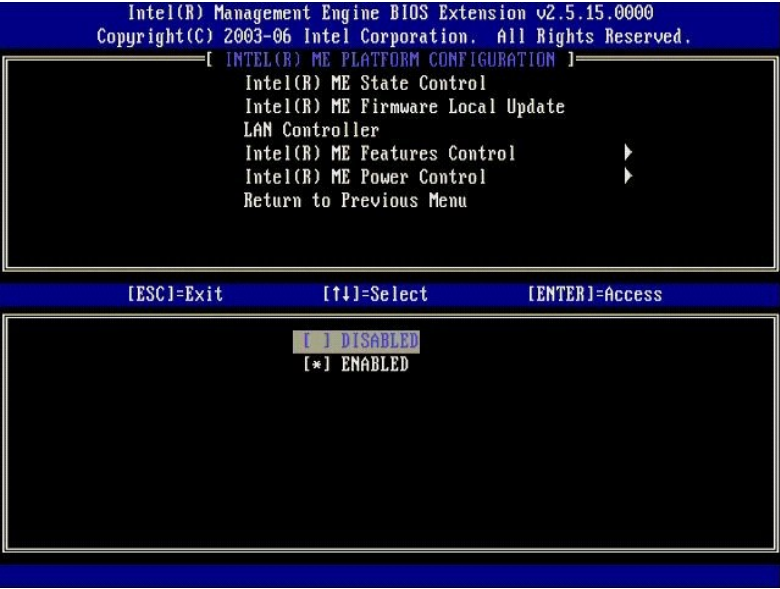 Intel(R) Management Engine BIOS Extension v2.5.15.0000
Copyright(C) 2003-06 Intel Corporation. All Rights Reserved.
[ INTEL(R) ME PLATFORM CONFIGURATION ]
Intel(R) ME State Control
Intel(R) ME Firmware Local Update
LAN Controller
Intel(R) ME Features Control
Intel(R) ME Power Control
Return to Previous Menu
[ESC]=Exit [↑↓]=Select [ENTER]=Access
[ ] DISABLED
[*] ENABLED